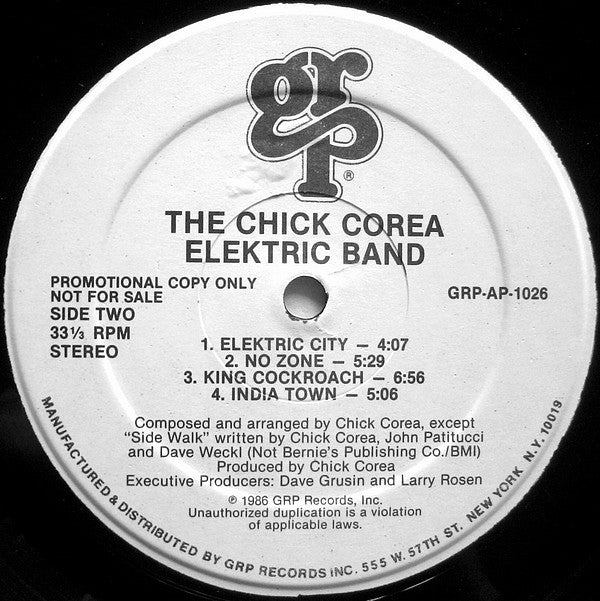 grp
®
THE CHICK COREA
ELEKTRIC BAND
PROMOTIONAL COPY ONLY
NOT FOR SALE
SIDE TWO
33⅓ RPM
STEREO
GRP-AP-1026
1. ELEKTRIC CITY – 4:07
2. NO ZONE – 5:29
3. KING COCKROACH – 6:56
4. INDIA TOWN – 5:06
Composed and arranged by Chick Corea, except
“Side Walk” written by Chick Corea, John Patitucci
and Dave Weckl (Not Bernie's Publishing Co./BMI)
Produced by Chick Corea
Executive Producers: Dave Grusin and Larry Rosen
℗ 1986 GRP Records, Inc.
Unauthorized duplication is a violation
of applicable laws.
MANUFACTURED & DISTRIBUTED BY GRP RECORDS INC. 555 W. 57TH ST. NEW YORK N.Y. 10019